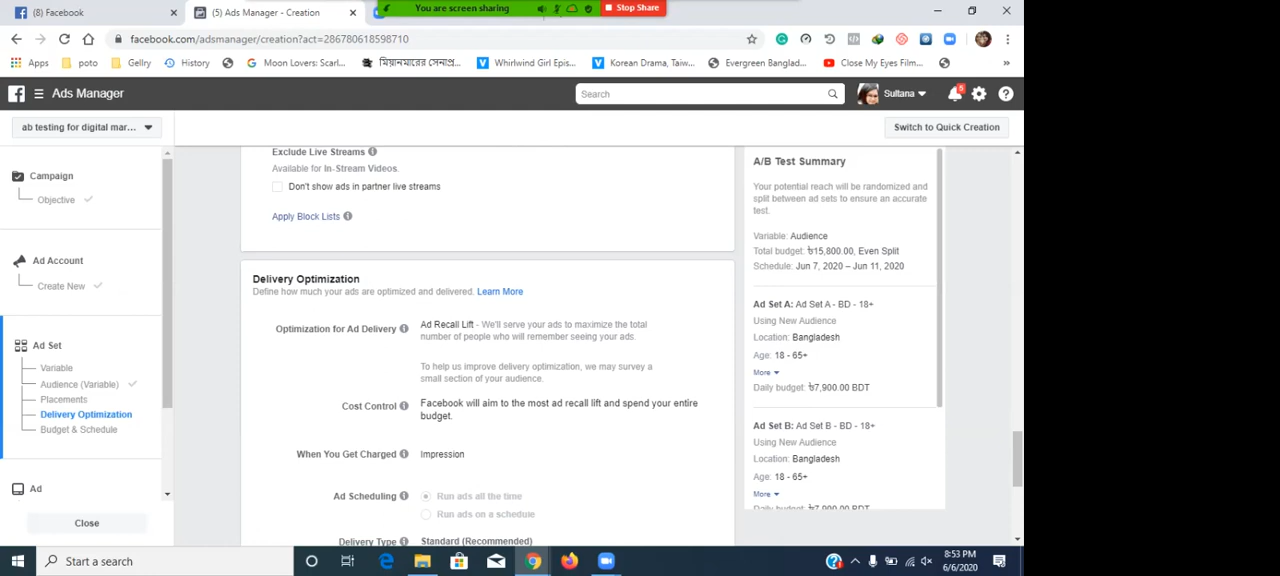 (8) Facebook
(5) Ads Manager - Creation
You are screen sharing
Stop Share
facebook.com/adsmanager/creation?act=286780618598710
Apps
poto
Gellry
History
Moon Lovers: Scarl...
মিয়ানমারের সেনাপ্র...
Whirlwind Girl Epis...
Korean Drama, Taiw...
Evergreen Banglad...
Close My Eyes Film...
Ads Manager
Search
Sultana
5
ab testing for digital mar...
Switch to Quick Creation
Campaign
Objective
Ad Account
Create New
Ad Set
Variable
Audience (Variable)
Placements
Delivery Optimization
Budget & Schedule
Ad
Close
Exclude Live Streams
Available for In-Stream Videos.
Don't show ads in partner live streams
Apply Block Lists
Delivery Optimization
Define how much your ads are optimized and delivered. Learn More
Optimization for Ad Delivery
Ad Recall Lift - We'll serve your ads to maximize the total
number of people who will remember seeing your ads.
To help us improve delivery optimization, we may survey a
small section of your audience.
Cost Control
Facebook will aim to the most ad recall lift and spend your entire
budget.
When You Get Charged
Impression
Ad Scheduling
Run ads all the time
Run ads on a schedule
Delivery Type
Standard (Recommended)
A/B Test Summary
Your potential reach will be randomized and
split between ad sets to ensure an accurate
test.
Variable: Audience
Total budget: ৳15,800.00, Even Split
Schedule: Jun 7, 2020 – Jun 11, 2020
Ad Set A: Ad Set A - BD - 18+
Using New Audience
Location: Bangladesh
Age: 18 - 65+
More
Daily budget: ৳7,900.00 BDT
Ad Set B: Ad Set B - BD - 18+
Using New Audience
Location: Bangladesh
Age: 18 - 65+
More
Daily budget: ৳7,900.00 BDT
Start a search
8:53 PM
6/6/2020